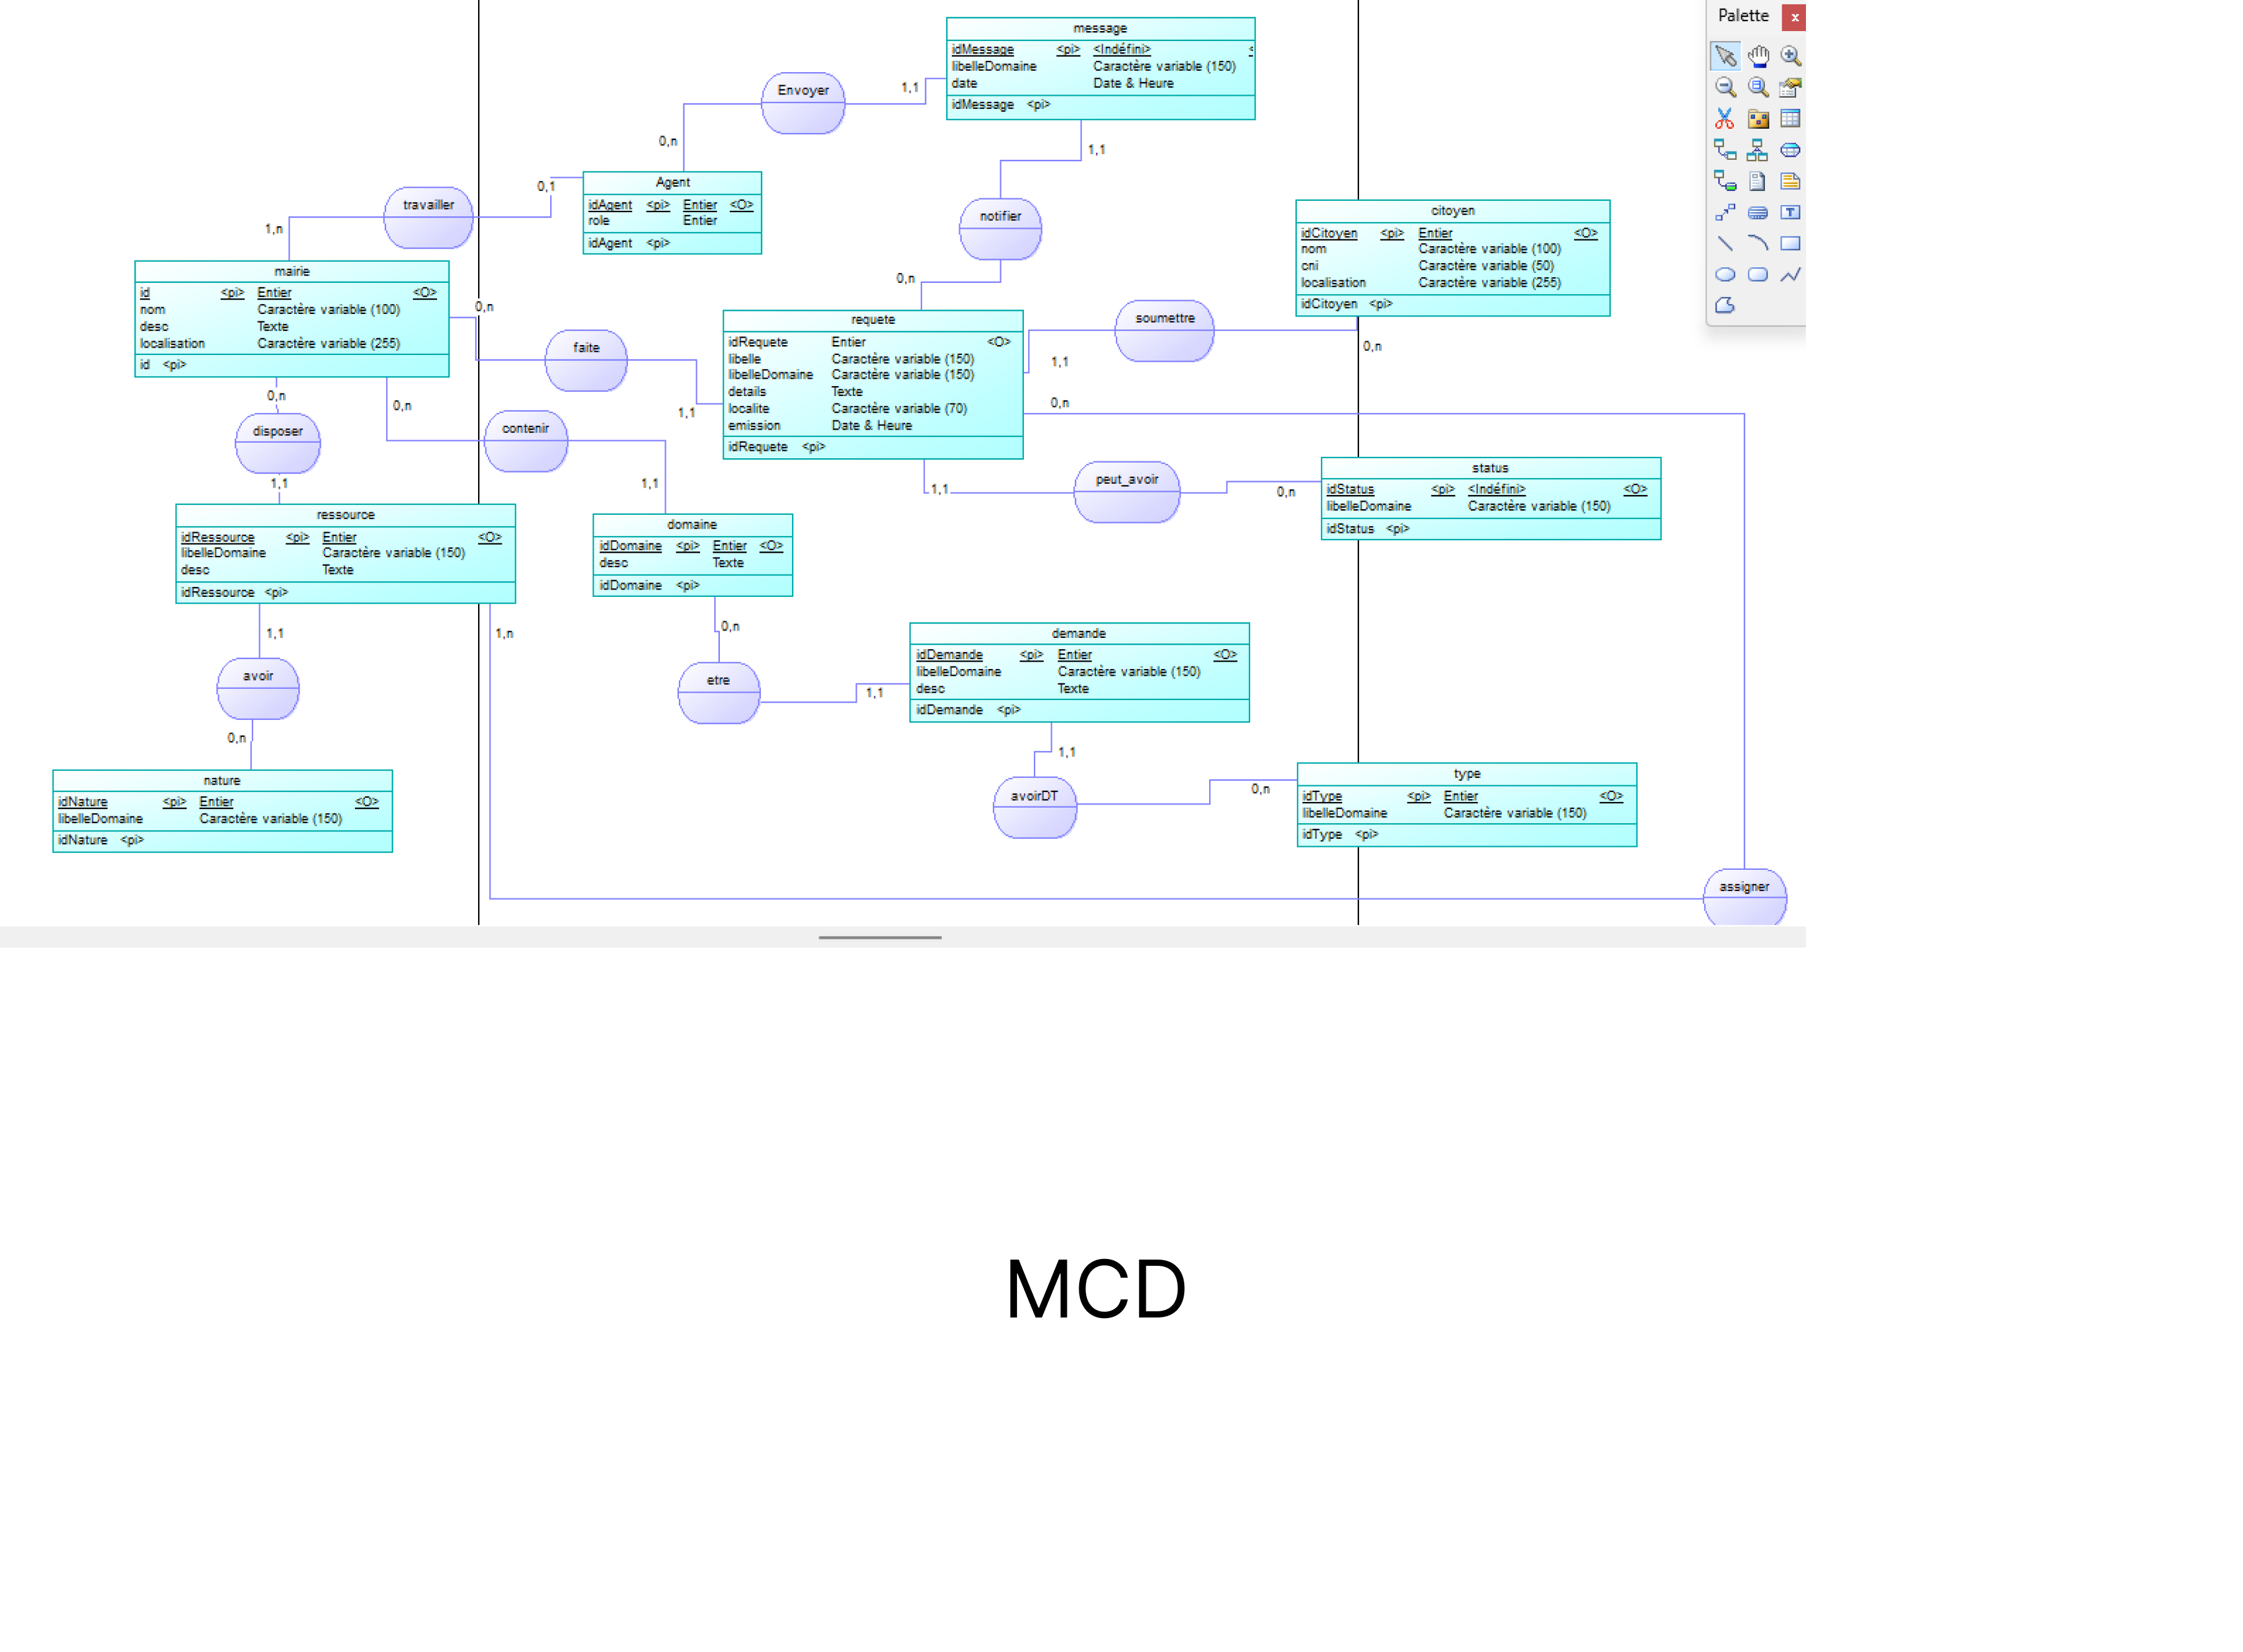 Palette
x
message
idMessage <pi> <Indéfini> <
libelleDomaine Caractère variable (150)
date Date & Heure
idMessage <pi>
Envoyer
1,1
0,n
1,1
Agent
idAgent <pi> Entier <O>
role Entier
idAgent <pi>
0,1
travailler
1,n
notifier
0,n
citoyen
idCitoyen <pi> Entier <O>
nom Caractère variable (100)
cni Caractère variable (50)
localisation Caractère variable (255)
idCitoyen <pi>
mairie
id <pi> Entier <O>
nom Caractère variable (100)
desc Texte
localisation Caractère variable (255)
id <pi>
0,n
faite
1,1
requete
idRequete Entier <O>
libelle Caractère variable (150)
libelleDomaine Caractère variable (150)
details Texte
localite Caractère variable (70)
emission Date & Heure
idRequete <pi>
soumettre
1,1
0,n
0,n
0,n
0,n
disposer
1,1
contenir
1,1
1,1
peut_avoir
0,n
status
idStatus <pi> <Indéfini> <O>
libelleDomaine Caractère variable (150)
idStatus <pi>
ressource
idRessource <pi> Entier <O>
libelleDomaine Caractère variable (150)
desc Texte
idRessource <pi>
domaine
idDomaine <pi> Entier <O>
desc Texte
idDomaine <pi>
1,1
1,n
0,n
avoir
etre
1,1
demande
idDemande <pi> Entier <O>
libelleDomaine Caractère variable (150)
desc Texte
idDemande <pi>
0,n
1,1
nature
idNature <pi> Entier <O>
libelleDomaine Caractère variable (150)
idNature <pi>
avoirDT
0,n
type
idType <pi> Entier <O>
libelleDomaine Caractère variable (150)
idType <pi>
assigner
MCD